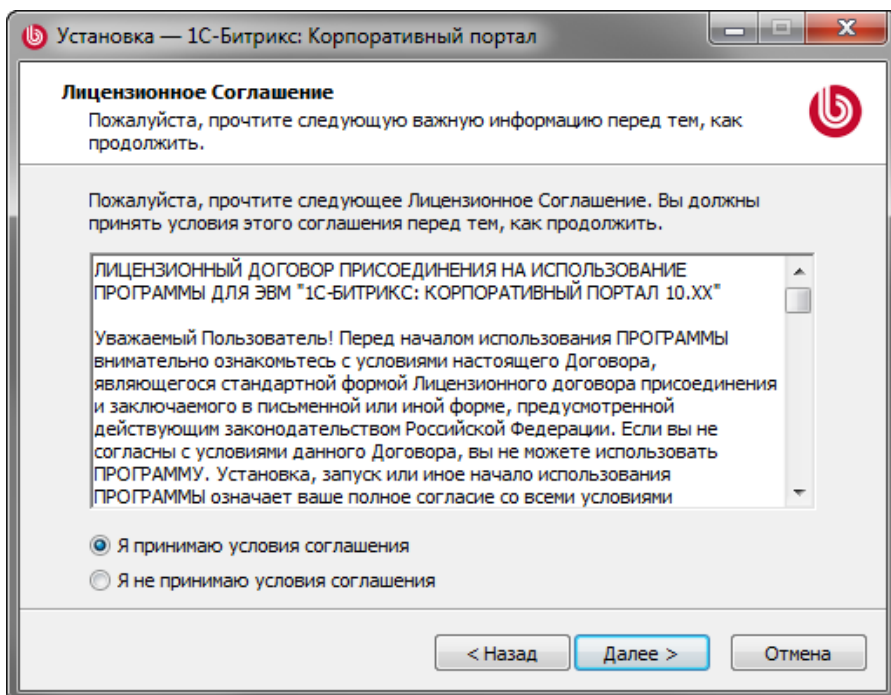 Установка — 1С-Битрикс: Корпоративный портал
Лицензионное Соглашение
Пожалуйста, прочтите следующую важную информацию перед тем, как
продолжить.
Пожалуйста, прочтите следующее Лицензионное Соглашение. Вы должны
принять условия этого соглашения перед тем, как продолжить.
ЛИЦЕНЗИОННЫЙ ДОГОВОР ПРИСОЕДИНЕНИЯ НА ИСПОЛЬЗОВАНИЕ
ПРОГРАММЫ ДЛЯ ЭВМ "1С-БИТРИКС: КОРПОРАТИВНЫЙ ПОРТАЛ 10.XX"
Уважаемый Пользователь! Перед началом использования ПРОГРАММЫ
внимательно ознакомьтесь с условиями настоящего Договора,
являющегося стандартной формой Лицензионного договора присоединения
и заключаемого в письменной или иной форме, предусмотренной
действующим законодательством Российской Федерации. Если вы не
согласны с условиями данного Договора, вы не можете использовать
ПРОГРАММУ. Установка, запуск или иное начало использования
ПРОГРАММЫ означает ваше полное согласие со всеми условиями
Я принимаю условия соглашения
Я не принимаю условия соглашения
< Назад
Далее >
Отмена